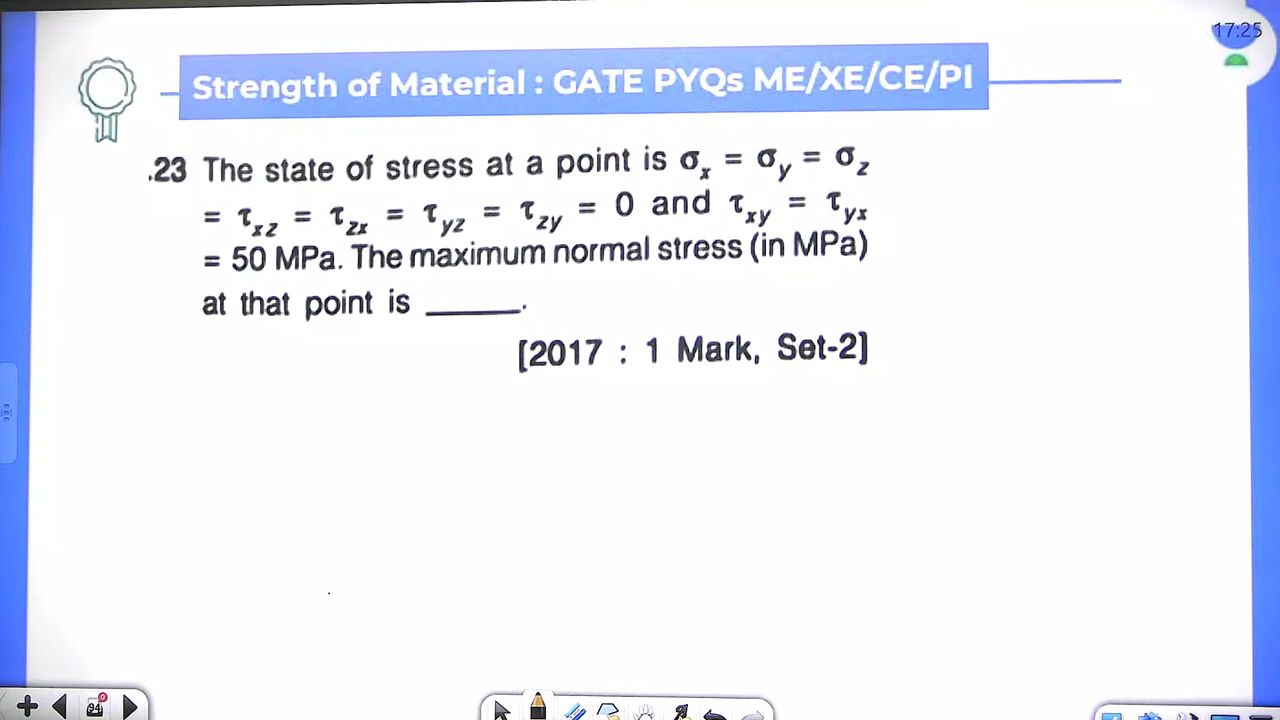 17:25
Strength of Material : GATE PYQs ME/XE/CE/PI
.23 The state of stress at a point is σx = σy = σz
= τxz = τzx = τyz = τzy = 0 and τxy = τyx
= 50 MPa. The maximum normal stress (in MPa)
at that point is ______.
[2017 : 1 Mark, Set-2]
94
0